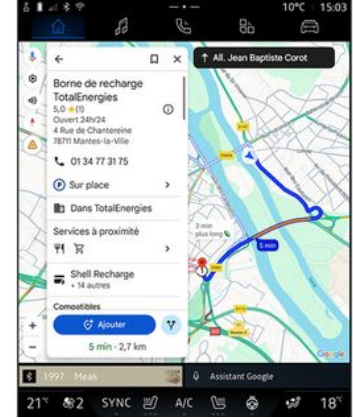 10°C 15:03
↑ All. Jean Baptiste Corot
Borne de recharge
TotalEnergies
5,0 ★(1)
Ouvert 24h/24
4 Rue de Chantereine
78711 Mantes-la-Ville
01 34 77 31 75
Sur place
Dans TotalEnergies
Services à proximité
Shell Recharge
+ 14 autres
Compatibles
Ajouter
5 min · 2,7 km
3 min
plus long
5 min
Google
1997 · Meak
Assistant Google
21° 2 SYNC A/C 18°